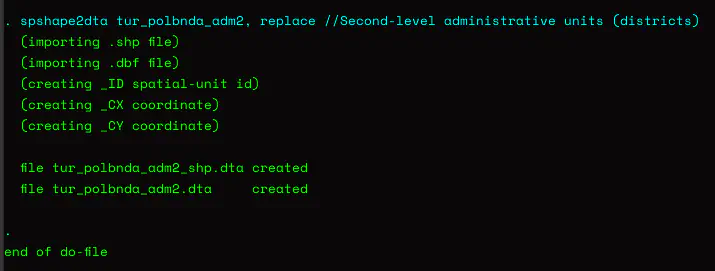 . spshape2dta tur_polbnda_adm2, replace //Second-level administrative units (districts)
(importing .shp file)
(importing .dbf file)
(creating _ID spatial-unit id)
(creating _CX coordinate)
(creating _CY coordinate)
file tur_polbnda_adm2_shp.dta created
file tur_polbnda_adm2.dta     created
.
end of do-file